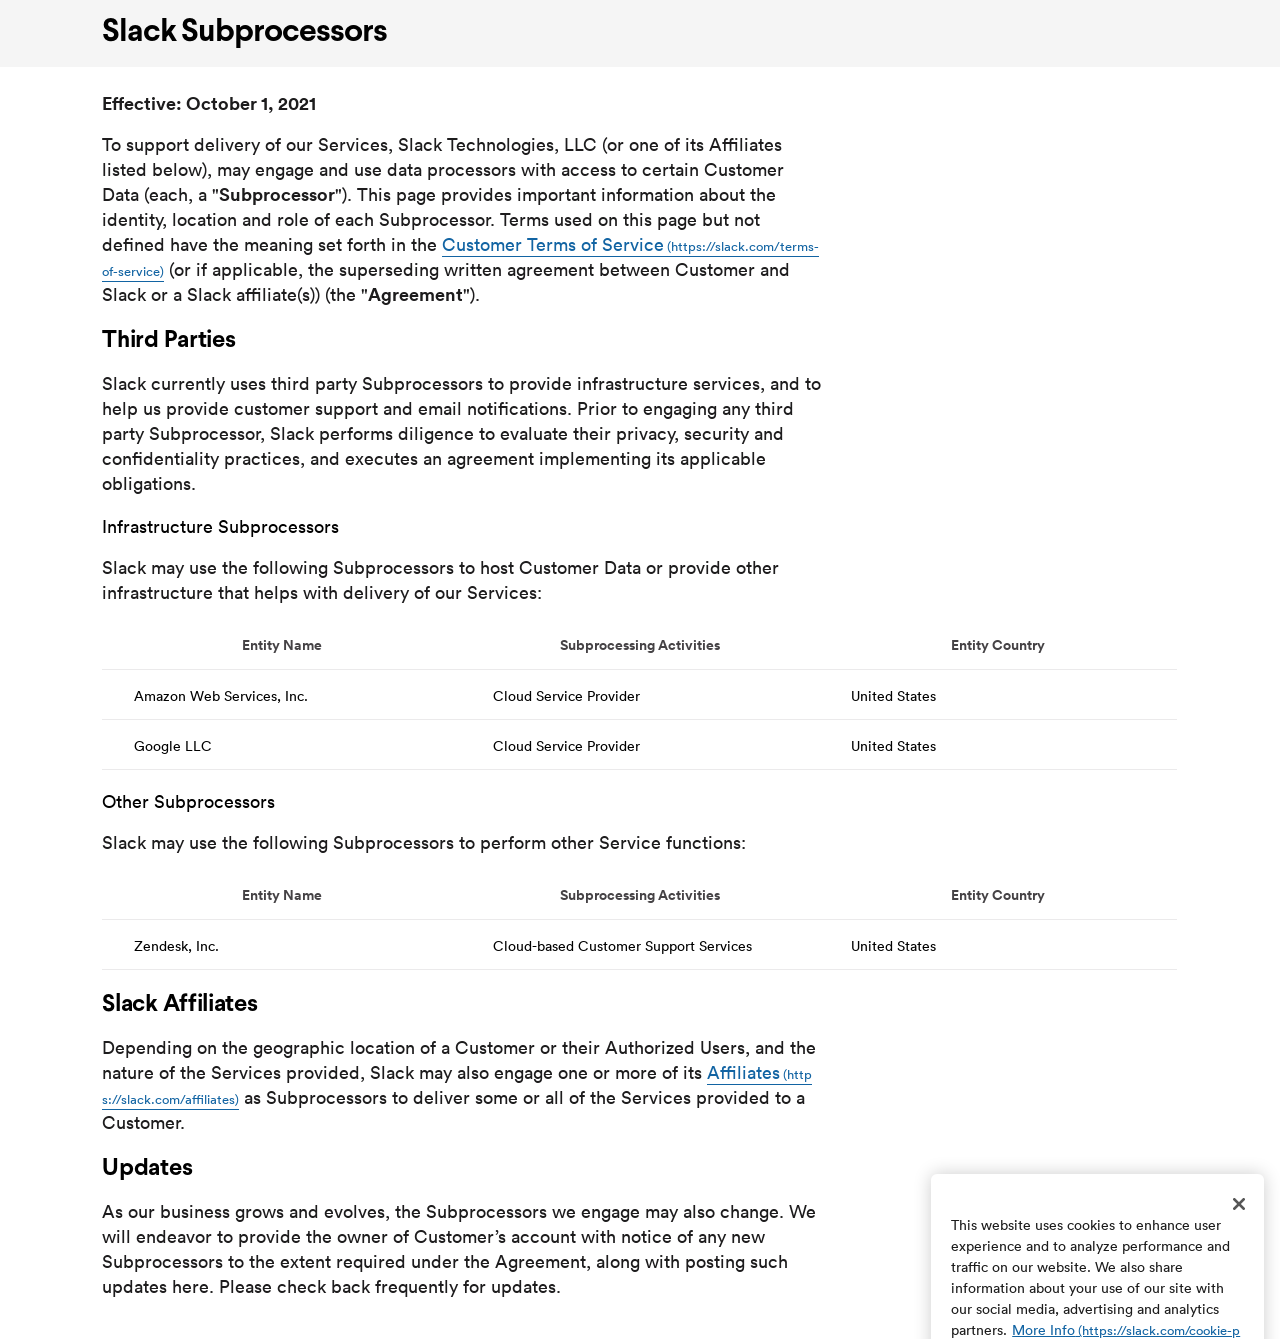 Slack Subprocessors
Effective: October 1, 2021
To support delivery of our Services, Slack Technologies, LLC (or one of its Affiliates
listed below), may engage and use data processors with access to certain Customer
Data (each, a "Subprocessor"). This page provides important information about the
identity, location and role of each Subprocessor. Terms used on this page but not
defined have the meaning set forth in the Customer Terms of Service (https://slack.com/terms-
of-service) (or if applicable, the superseding written agreement between Customer and
Slack or a Slack affiliate(s)) (the "Agreement").
Third Parties
Slack currently uses third party Subprocessors to provide infrastructure services, and to
help us provide customer support and email notifications. Prior to engaging any third
party Subprocessor, Slack performs diligence to evaluate their privacy, security and
confidentiality practices, and executes an agreement implementing its applicable
obligations.
Infrastructure Subprocessors
Slack may use the following Subprocessors to host Customer Data or provide other
infrastructure that helps with delivery of our Services:
Entity Name Subprocessing Activities Entity Country
Amazon Web Services, Inc. Cloud Service Provider United States
Google LLC Cloud Service Provider United States
Other Subprocessors
Slack may use the following Subprocessors to perform other Service functions:
Entity Name Subprocessing Activities Entity Country
Zendesk, Inc. Cloud-based Customer Support Services United States
Slack Affiliates
Depending on the geographic location of a Customer or their Authorized Users, and the
nature of the Services provided, Slack may also engage one or more of its Affiliates (http
s://slack.com/affiliates) as Subprocessors to deliver some or all of the Services provided to a
Customer.
Updates
As our business grows and evolves, the Subprocessors we engage may also change. We
will endeavor to provide the owner of Customer’s account with notice of any new
Subprocessors to the extent required under the Agreement, along with posting such
updates here. Please check back frequently for updates.
This website uses cookies to enhance user
experience and to analyze performance and
traffic on our website. We also share
information about your use of our site with
our social media, advertising and analytics
partners. More Info (https://slack.com/cookie-p